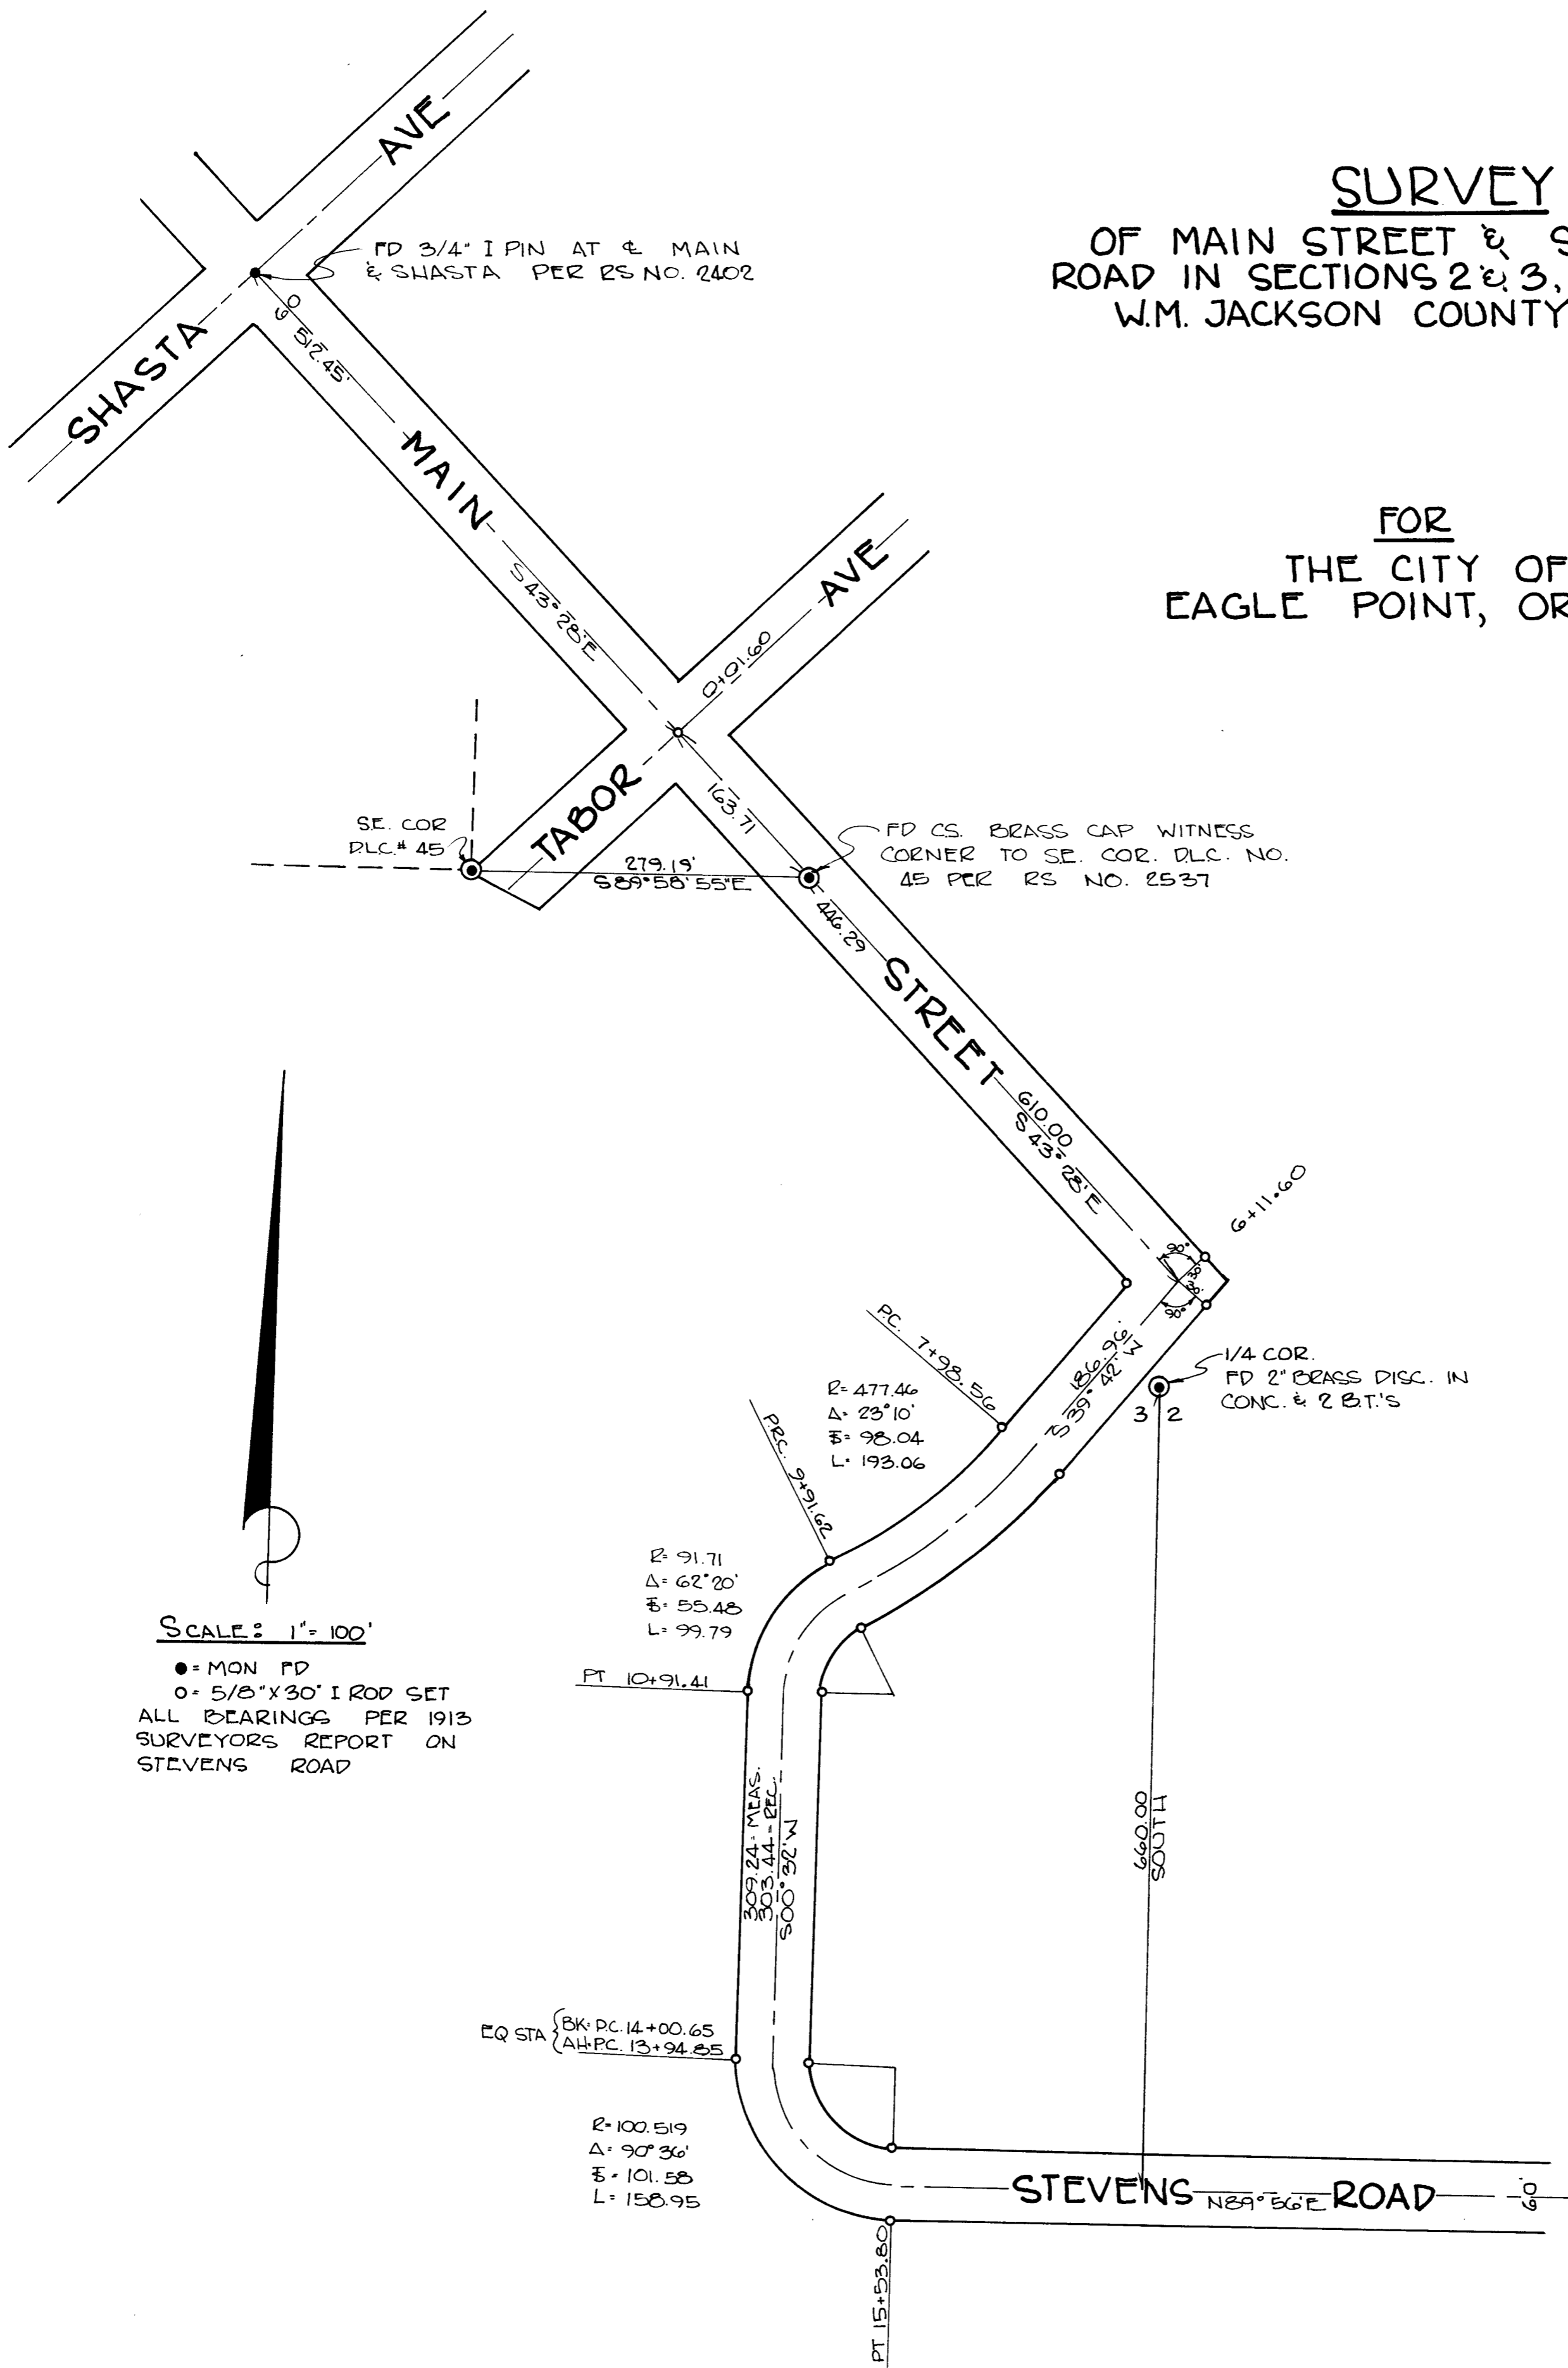 SURVEY
OF MAIN STREET & S
ROAD IN SECTIONS 2 & 3,
W.M. JACKSON COUNTY
FOR
THE CITY OF
EAGLE POINT, OR
SHASTA AVE
FD 3/4" I PIN AT ℄ MAIN
& SHASTA PER RS NO. 2402
60
512.45'
MAIN
S 43° 28' E
TABOR AVE
0+01.60
163.71
S.E. COR
D.L.C. # 45
279.19'
S 89° 58' 55" E
FD C.S. BRASS CAP WITNESS
CORNER TO S.E. COR. D.L.C. NO.
45 PER RS NO. 2537
446.29
STREET
610.00
S 43° 28' E
6+11.60
90°
30'
30'
90°
186.96'
S 39° 42' W
1/4 COR.
FD 2" BRASS DISC. IN
CONC. & 2 B.T.'S
3 2
P.C. 7+98.56
R= 477.46
Δ= 23° 10'
= 98.04
L= 193.06
P.R.C. 9+91.62
R= 91.71
Δ= 62° 20'
= 55.48
L= 99.79
PT 10+91.41
SCALE: 1" = 100'
● = MON FD
o = 5/8" X 30" I ROD SET
ALL BEARINGS PER 1913
SURVEYORS REPORT ON
STEVENS ROAD
309.24 - MEAS.
303.44 - REC.
S 00° 32' W
660.00
SOUTH
EQ STA { BK= P.C. 14+00.65
AH= P.C. 13+94.85
R= 100.519
Δ= 90° 36'
= 101.58
L= 158.95
STEVENS ROAD
N 89° 56' E
60'
PT 15+53.80